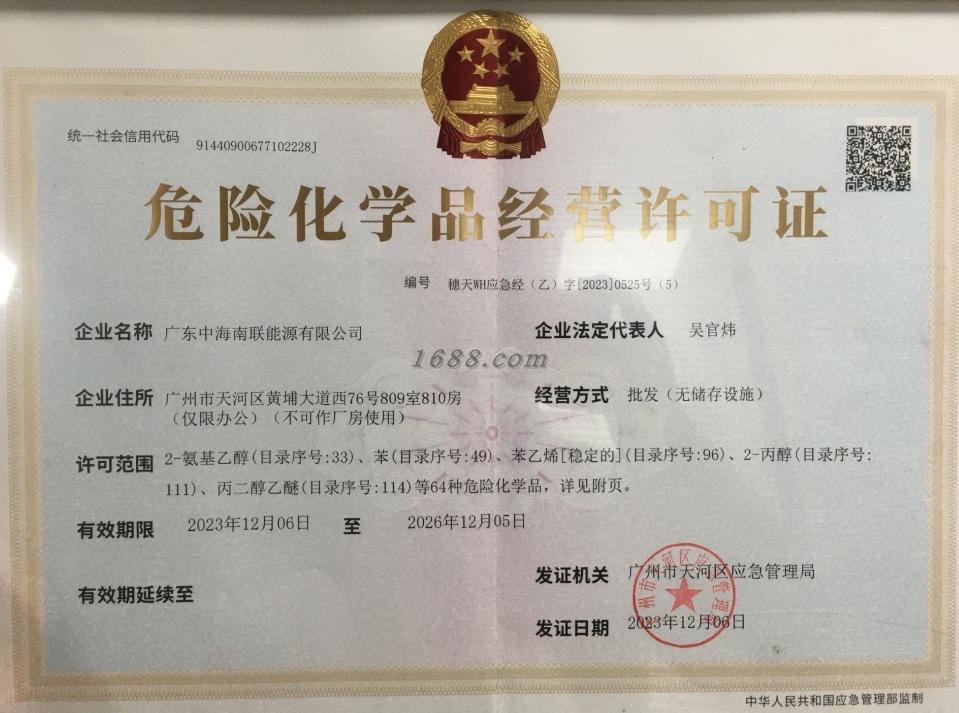 统一社会信用代码 91440900677102228J
危险化学品经营许可证
编号 穗天WH应急经（乙）字[2023]0525号（5）
企业名称 广东中海南联能源有限公司
企业法定代表人 吴官炜
1688.com
企业住所 广州市天河区黄埔大道西76号809室810房
（仅限办公）（不可作厂房使用）
经营方式 批发（无储存设施）
许可范围 2-氨基乙醇(目录序号:33)、苯(目录序号:49)、苯乙烯[稳定的](目录序号:96)、2-丙醇(目录序号:
111)、丙二醇乙醚(目录序号:114)等64种危险化学品，详见附页。
有效期限 2023年12月06日 至 2026年12月05日
发证机关 广州市天河区应急管理局
有效期延续至
发证日期 2023年12月06日
广州市天河区应急管理局
中华人民共和国应急管理部监制